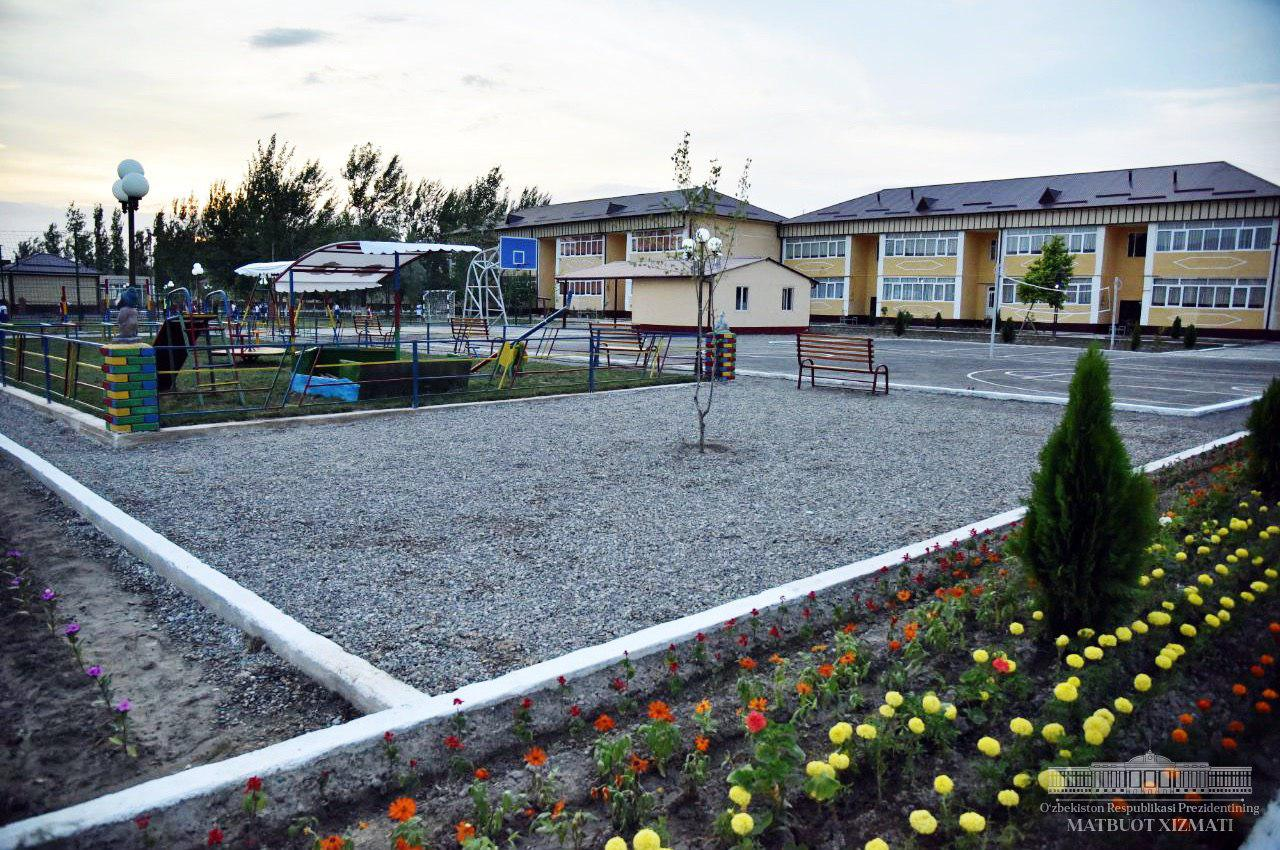 O'zbekiston Respublikasi Prezidentining
MATBUOT XIZMATI